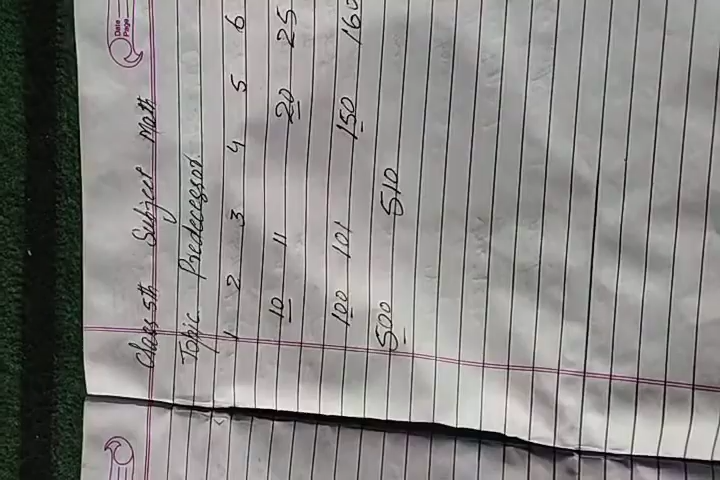 Date
Page
Class 5th Subject Math
Topic Predecessor.
1 2 3 4 5 6
10 11 20 25
100 101 150 160
500 510